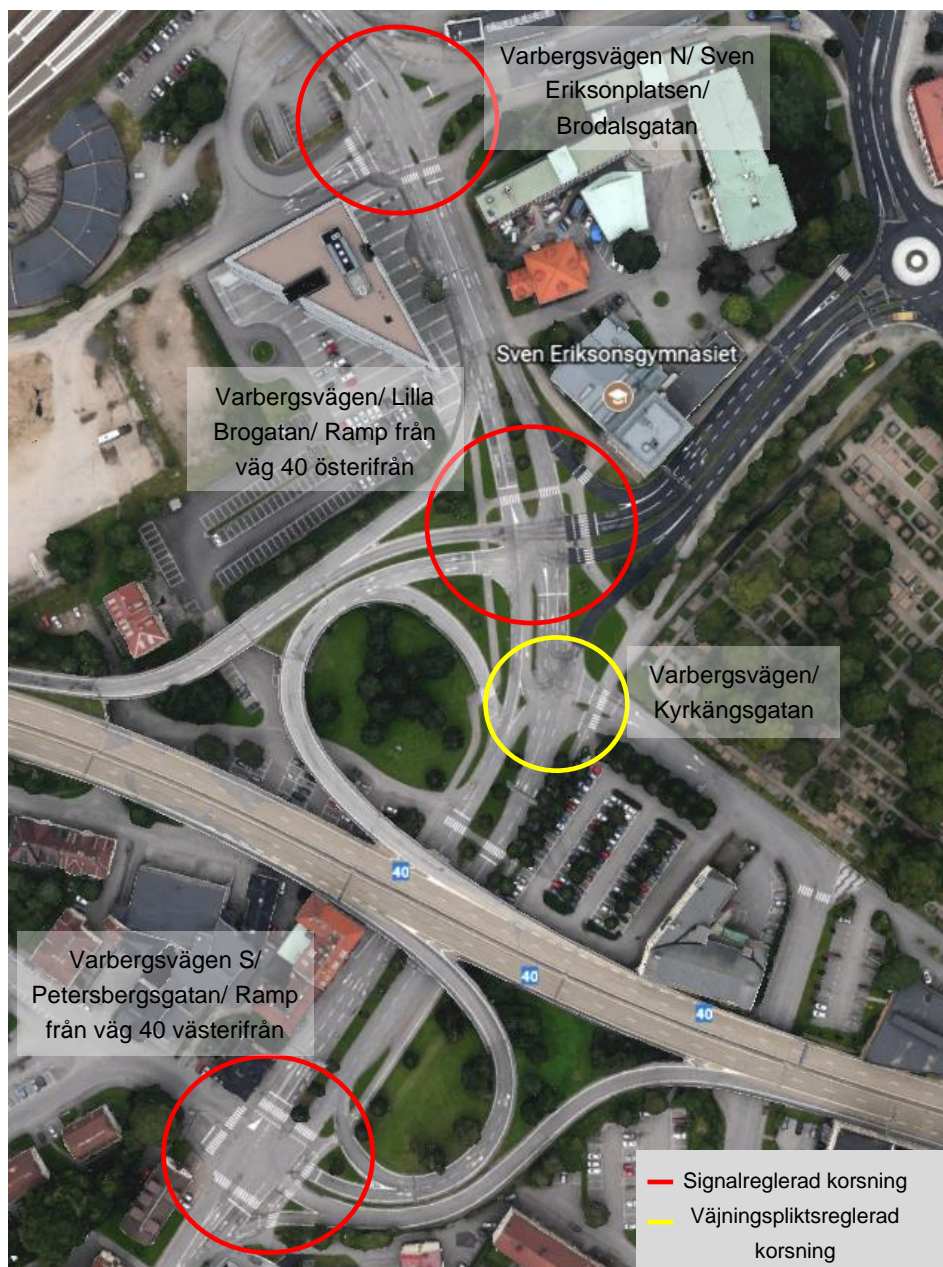 Varbergsvägen N/ Sven
Eriksonplatsen/
Brodalsgatan
Sven Eriksonsgymnasiet
Varbergsvägen/ Lilla
Brogatan/ Ramp från
väg 40 österifrån
Varbergsvägen/
Kyrkängsgatan
40
40
40
Varbergsvägen S/
Petersbergsgatan/ Ramp
från väg 40 västerifrån
Signalreglerad korsning
Väjningspliktsreglerad
korsning